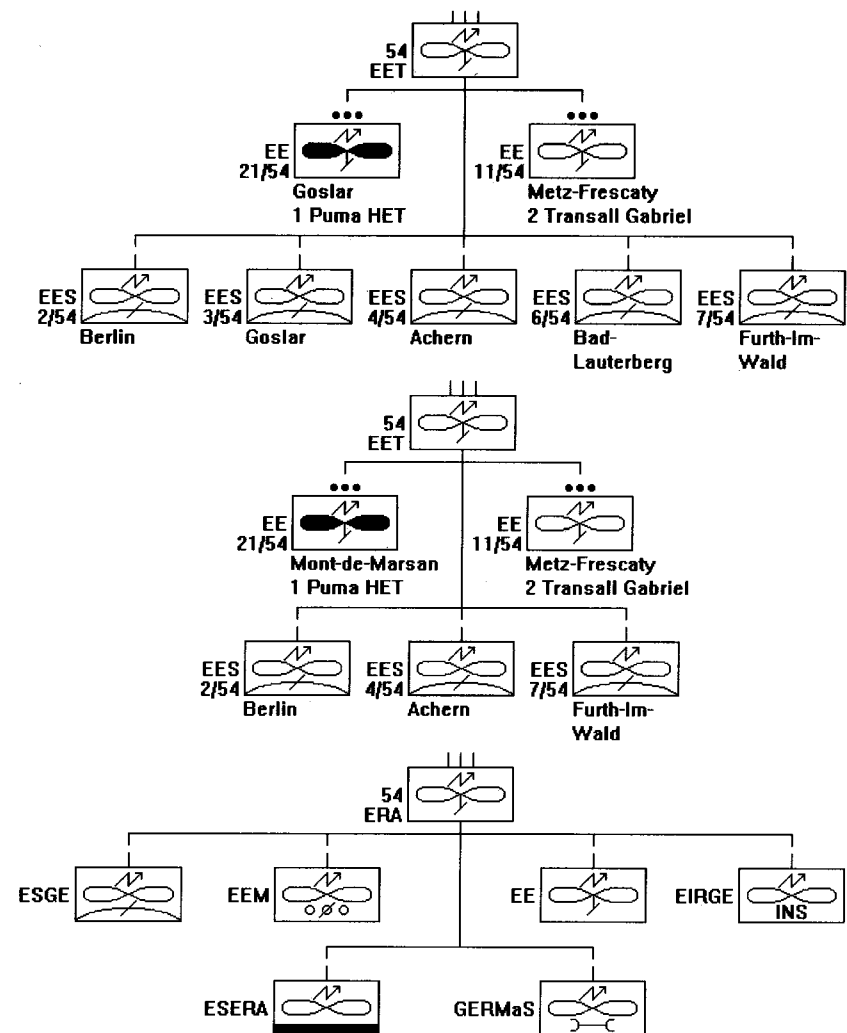 54
EET
EE
21/54
Goslar
1 Puma HET
EE
11/54
Metz-Frescaty
2 Transall Gabriel
EES
2/54
Berlin
EES
3/54
Goslar
EES
4/54
Achern
EES
6/54
Bad-
Lauterberg
EES
7/54
Furth-Im-
Wald
54
EET
EE
21/54
Mont-de-Marsan
1 Puma HET
EE
11/54
Metz-Frescaty
2 Transall Gabriel
EES
2/54
Berlin
EES
4/54
Achern
EES
7/54
Furth-Im-
Wald
54
ERA
ESGE
EEM
EE
EIRGE
INS
ESERA
GERMaS